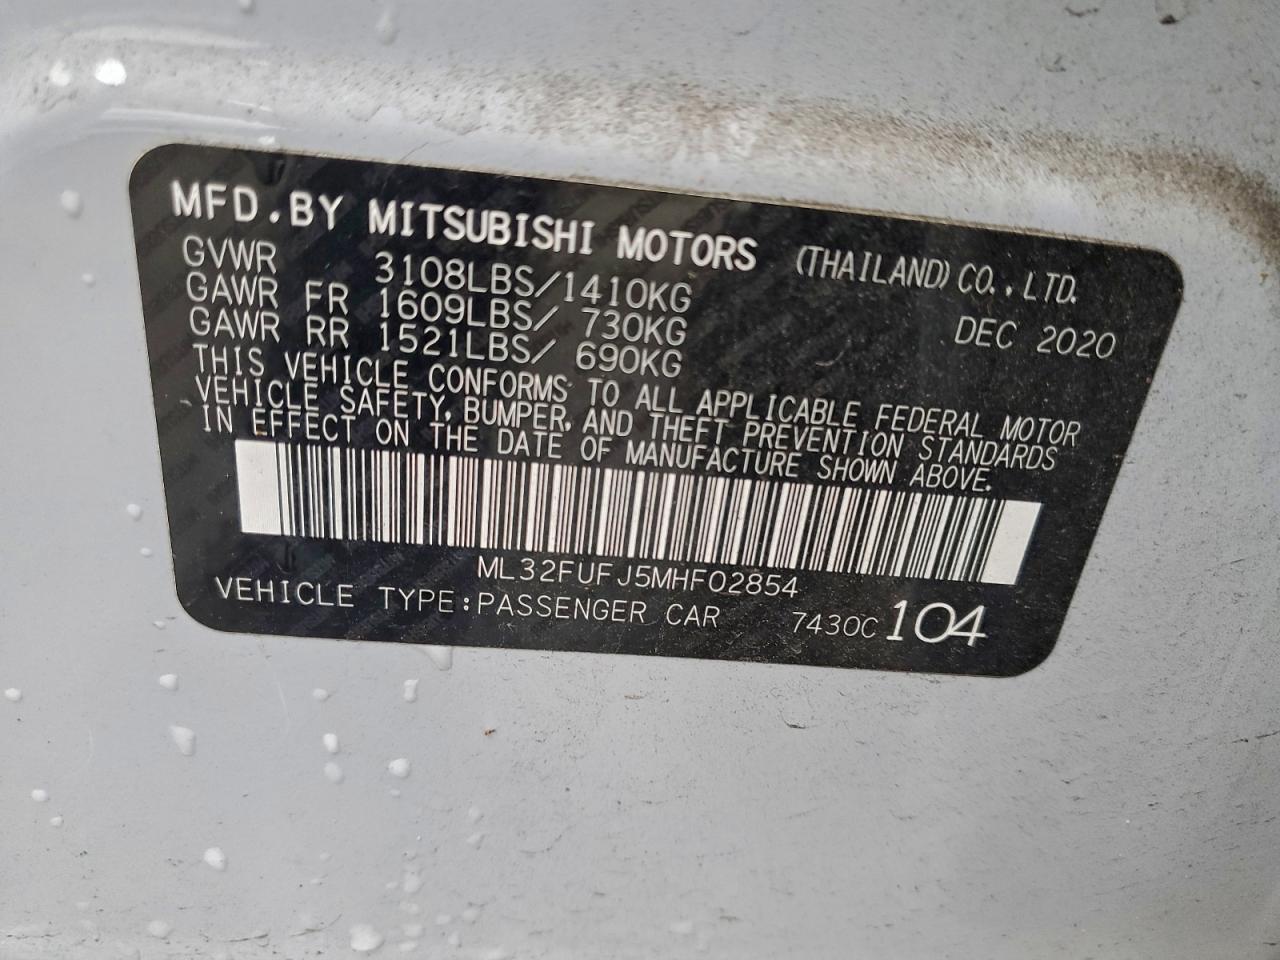 MFD.BY MITSUBISHI MOTORS (THAILAND) CO.,LTD.
GVWR 3108LBS/1410KG DEC 2020
GAWR FR 1609LBS/ 730KG
GAWR RR 1521LBS/ 690KG
THIS VEHICLE CONFORMS TO ALL APPLICABLE FEDERAL MOTOR
VEHICLE SAFETY, BUMPER, AND THEFT PREVENTION STANDARDS
IN EFFECT ON THE DATE OF MANUFACTURE SHOWN ABOVE.
ML32FUFJ5MHF02854
VEHICLE TYPE:PASSENGER CAR 7430C 104